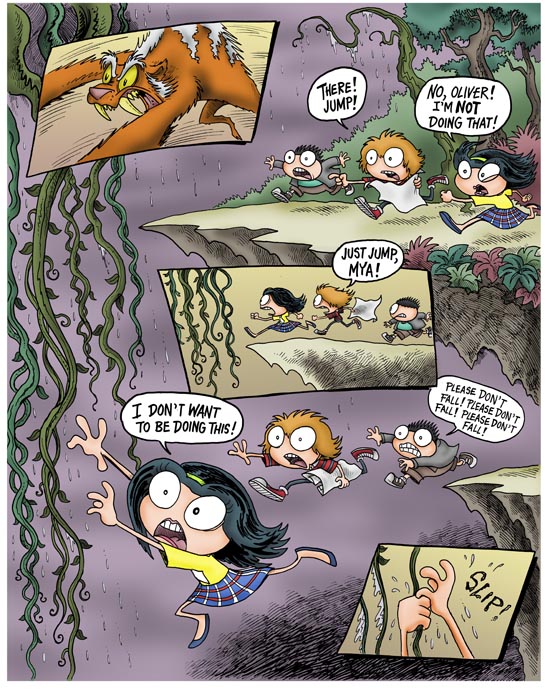 THERE!
JUMP!
NO, OLIVER!
I'M NOT
DOING THAT!
JUST JUMP,
MYA!
I DON'T WANT
TO BE DOING THIS!
PLEASE DON'T
FALL! PLEASE DON'T
FALL! PLEASE DON'T
FALL!
SLIP!